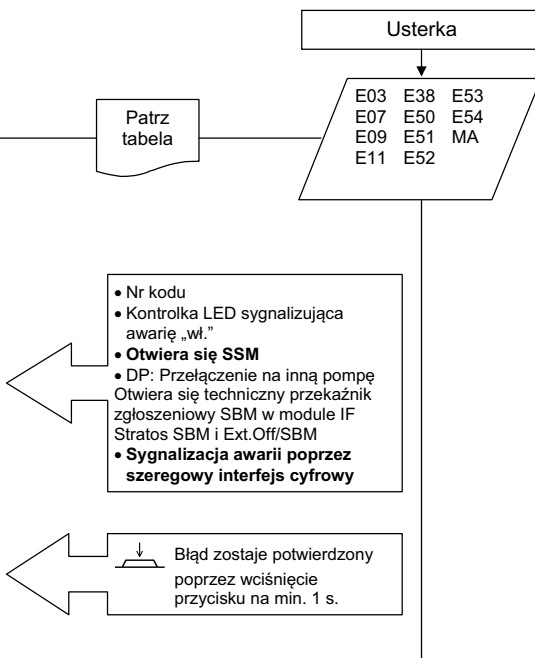 Usterka
E03 E38 E53
E07 E50 E54
E09 E51 MA
E11 E52
Patrz
tabela
• Nr kodu
• Kontrolka LED sygnalizująca
awarię „wł.”
• Otwiera się SSM
• DP: Przełączenie na inną pompę
Otwiera się techniczny przekaźnik
zgłoszeniowy SBM w module IF
Stratos SBM i Ext.Off/SBM
• Sygnalizacja awarii poprzez
szeregowy interfejs cyfrowy
Błąd zostaje potwierdzony
poprzez wciśnięcie
przycisku na min. 1 s.